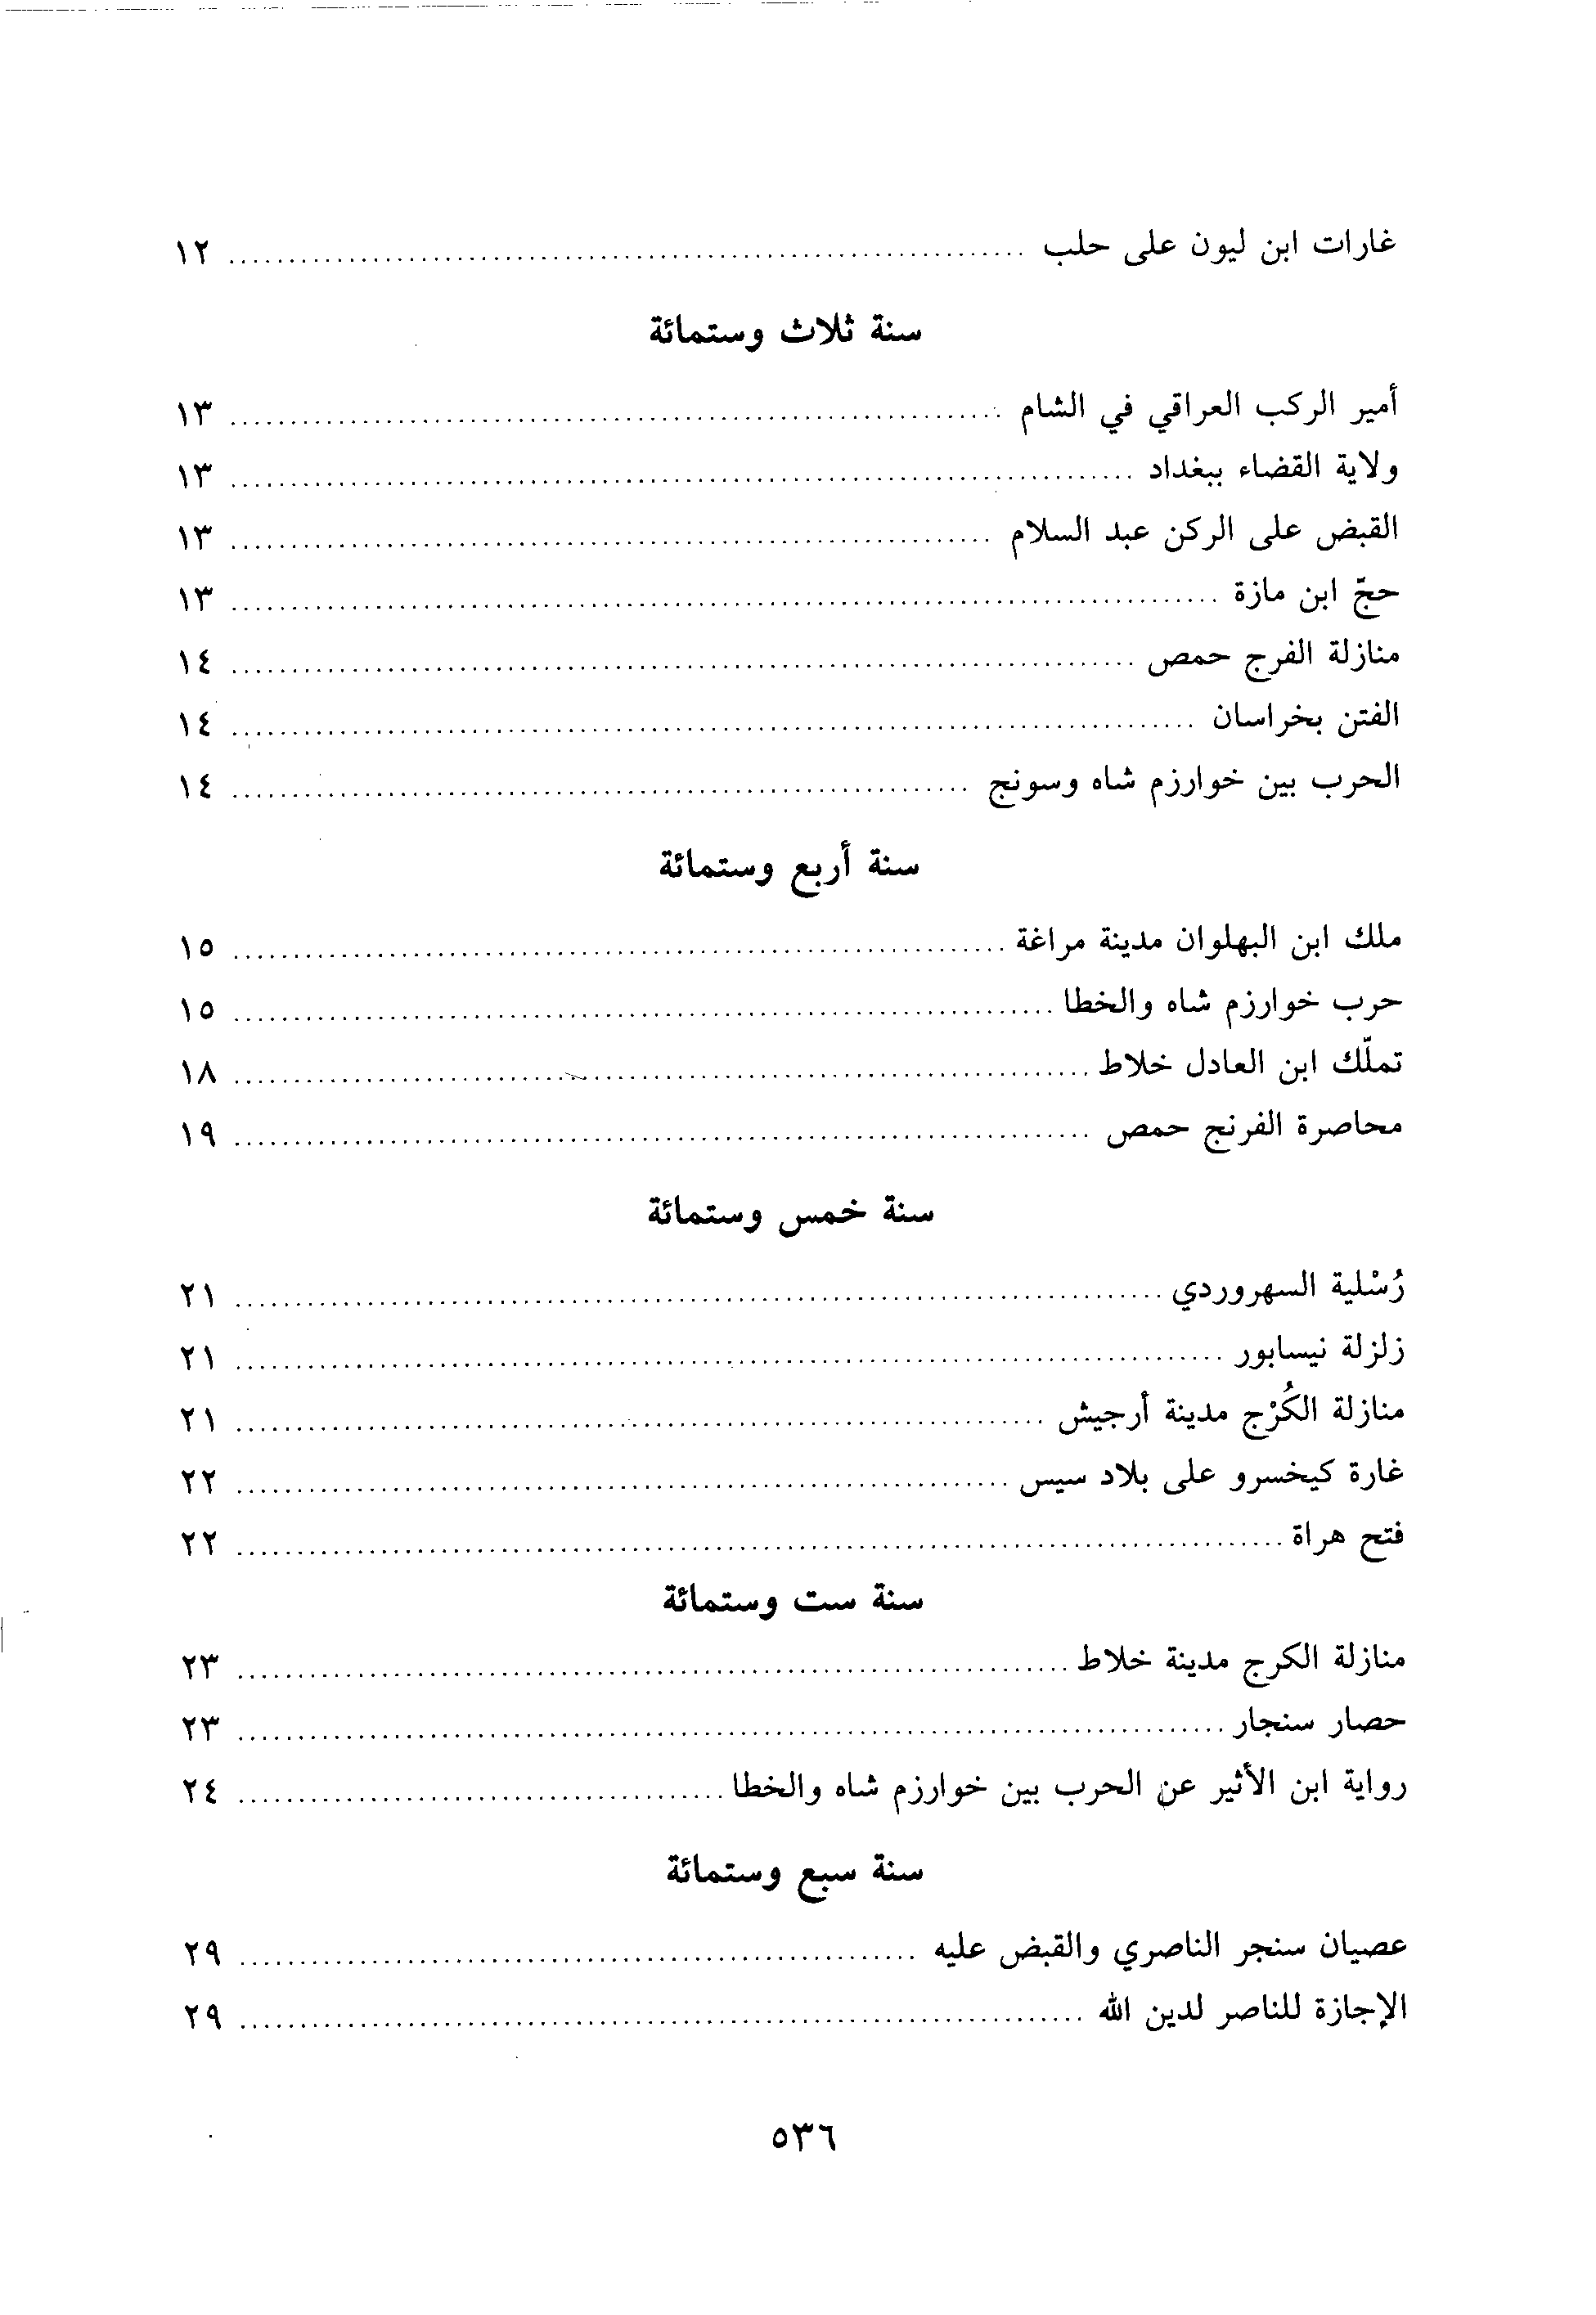 غارات ابن ليون على حلب ........ ١٢
سنة ثلاث وستمائة
أمير الركب العراقي في الشام ........ ١٣
ولاية القضاء ببغداد ........ ١٣
القبض على الركن عبد السلام ........ ١٣
حجّ ابن مازة ........ ١٣
منازلة الفرج حمص ........ ١٤
الفتن بخراسان ........ ١٤
الحرب بين خوارزم شاه وسونج ........ ١٤
سنة أربع وستمائة
ملك ابن البهلوان مدينة مراغة ........ ١٥
حرب خوارزم شاه والخطا ........ ١٥
تملّك ابن العادل خلاط ........ ١٨
محاصرة الفرنج حمص ........ ١٩
سنة خمس وستمائة
رُسْلية السهروردي ........ ٢١
زلزلة نيسابور ........ ٢١
منازلة الكُرْج مدينة أرجيش ........ ٢١
غارة كيخسرو على بلاد سيس ........ ٢٢
فتح هراة ........ ٢٢
سنة ست وستمائة
منازلة الكرج مدينة خلاط ........ ٢٣
حصار سنجار ........ ٢٣
رواية ابن الأثير عن الحرب بين خوارزم شاه والخطا ........ ٢٤
سنة سبع وستمائة
عصيان سنجر الناصري والقبض عليه ........ ٢٩
الإجازة للناصر لدين الله ........ ٢٩
٥٣٦